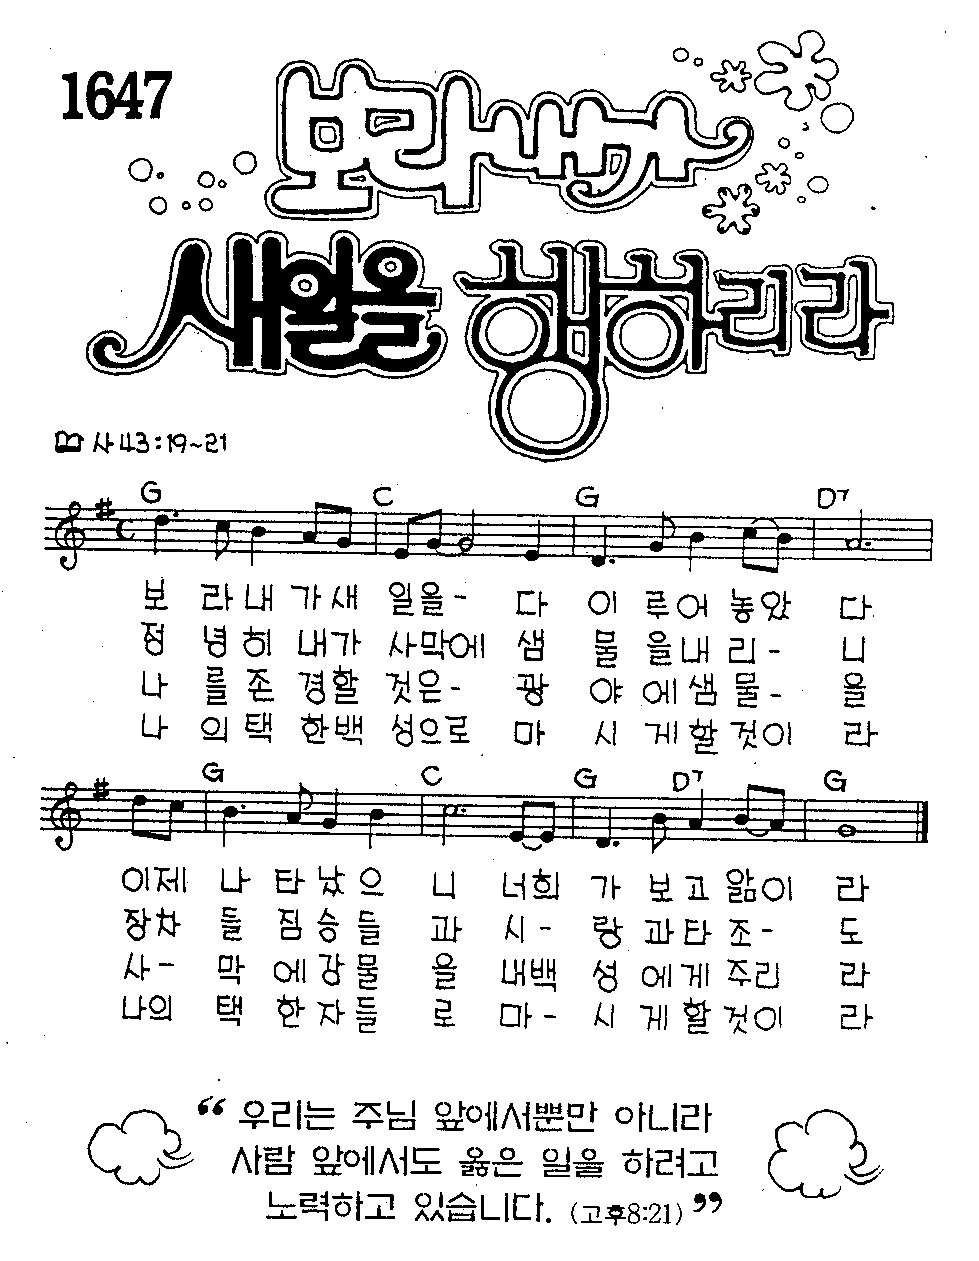 1647
보라 내가
새 일을 행하리라
사 43:19~21
G C G D7
보 라 내 가 새 일 을 - 다 이 루 어 놓 았 다
정 녕 히 내 가 사 막 에 샘 물 을 내 리 - 니
나 를 존 경 할 것 은 - 광 야 에 샘 물 - 을
나 의 택 한 백 성 으 로 마 시 게 할 것 이 라
G C G D7 G
이 제 나 타 났 으 니 너 희 가 보 고 앎 이 라
장 차 들 짐 승 들 과 시 - 랑 과 타 조 - 도
사 - 막 에 강 물 을 내 백 성 에 게 주 리 라
나 의 택 한 자 들 로 마 - 시 게 할 것 이 라
“ 우리는 주님 앞에서뿐만 아니라
사람 앞에서도 옳은 일을 하려고
노력하고 있습니다. (고후8:21) ”